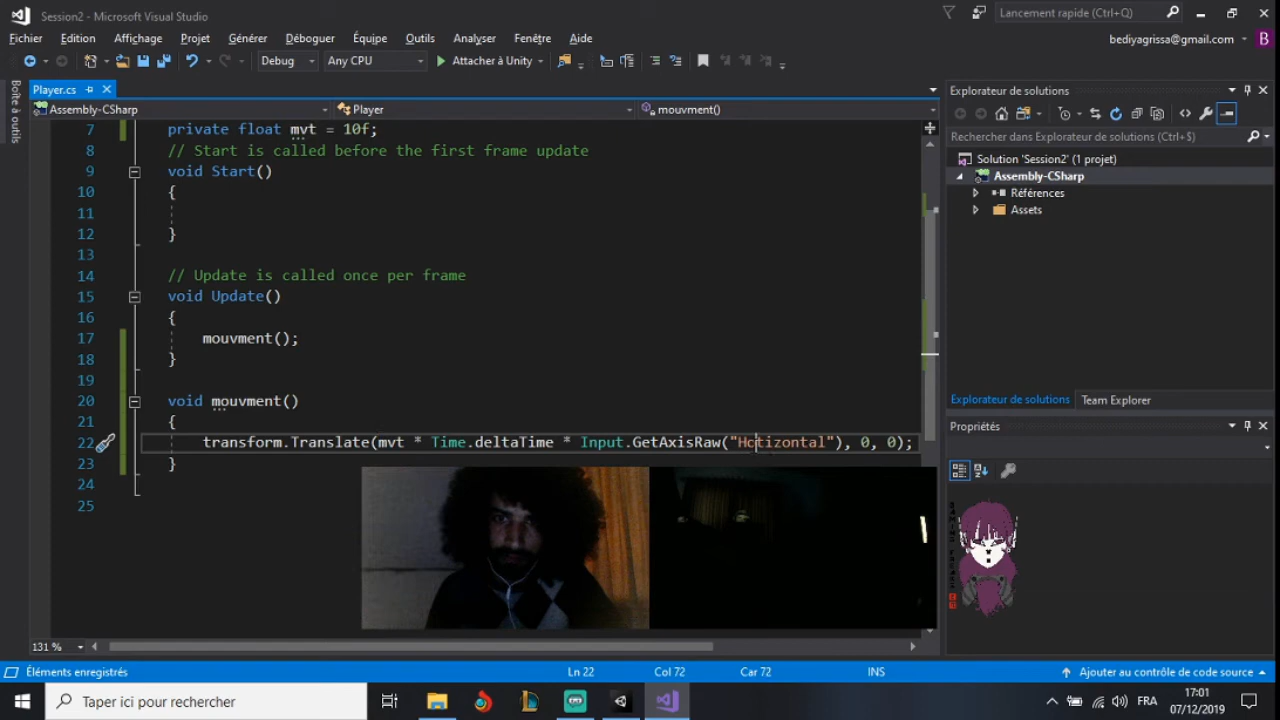 Session2 - Microsoft Visual Studio
Lancement rapide (Ctrl+Q)
Fichier Edition Affichage Projet Générer Déboguer Équipe Outils Analyser Fenêtre Aide
bediyagrissa@gmail.com B
Debug Any CPU Attacher à Unity
Boîte à outils
Player.cs
Assembly-CSharp Player mouvment()
7 private float mvt = 10f;
8 // Start is called before the first frame update
9 void Start()
10 {
11
12 }
13
14 // Update is called once per frame
15 void Update()
16 {
17 mouvment();
18 }
19
20 void mouvment()
21 {
22 transform.Translate(mvt * Time.deltaTime * Input.GetAxisRaw("Hotizontal"), 0, 0);
23 }
24
25
131 %
Explorateur de solutions
Rechercher dans Explorateur de solutions (Ctrl+$)
Solution 'Session2' (1 projet)
Assembly-CSharp
Références
Assets
Explorateur de solutions Team Explorer
Propriétés
Éléments enregistrés Ln 22 Col 72 Car 72 INS Ajouter au contrôle de code source
Taper ici pour rechercher
FRA
17:01
07/12/2019